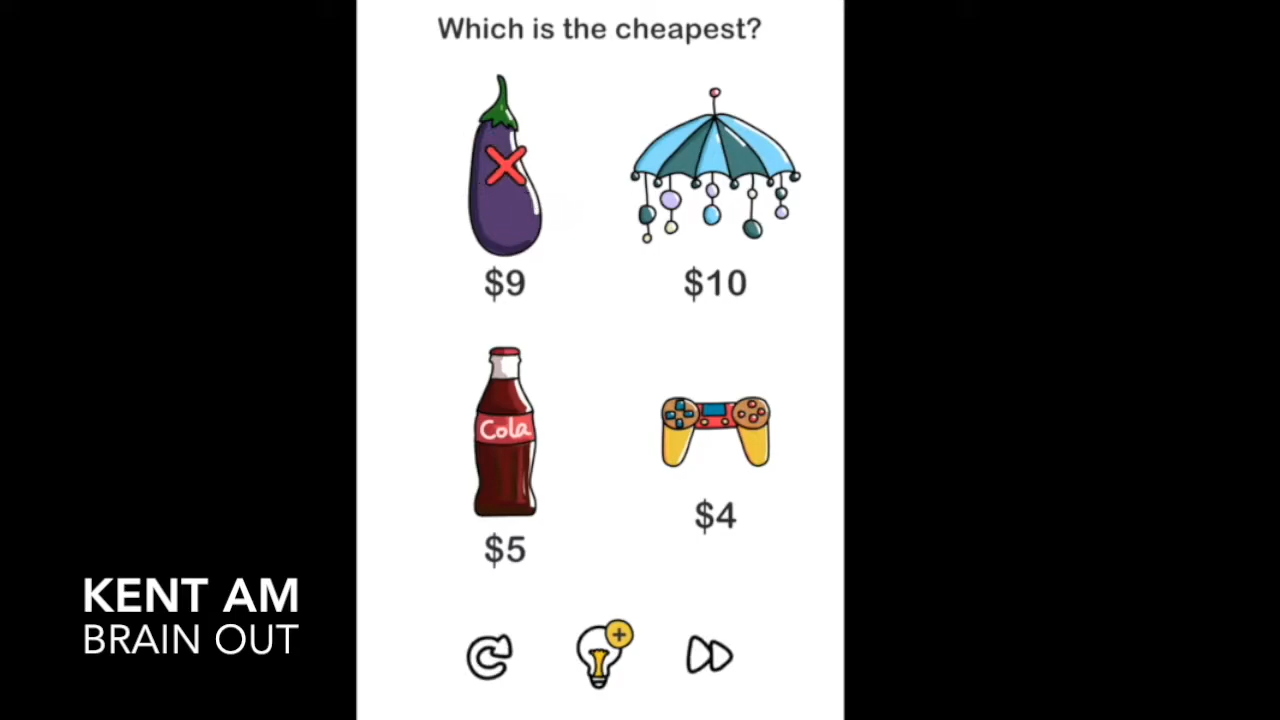 Which is the cheapest?
$9
$10
Cola
$5
$4
KENT AM
BRAIN OUT